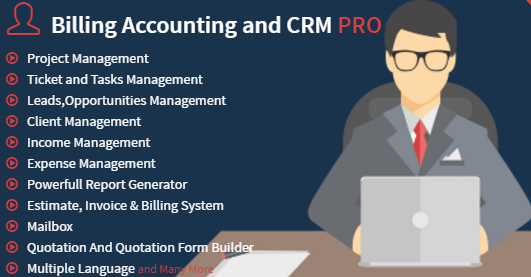 Billing Accounting and CRM PRO
Project Management
Ticket and Tasks Management
Leads,Opportunities Management
Client Management
Income Management
Expense Management
Powerfull Report Generator
Estimate, Invoice & Billing System
Mailbox
Quotation And Quotation Form Builder
Multiple Language and Many More